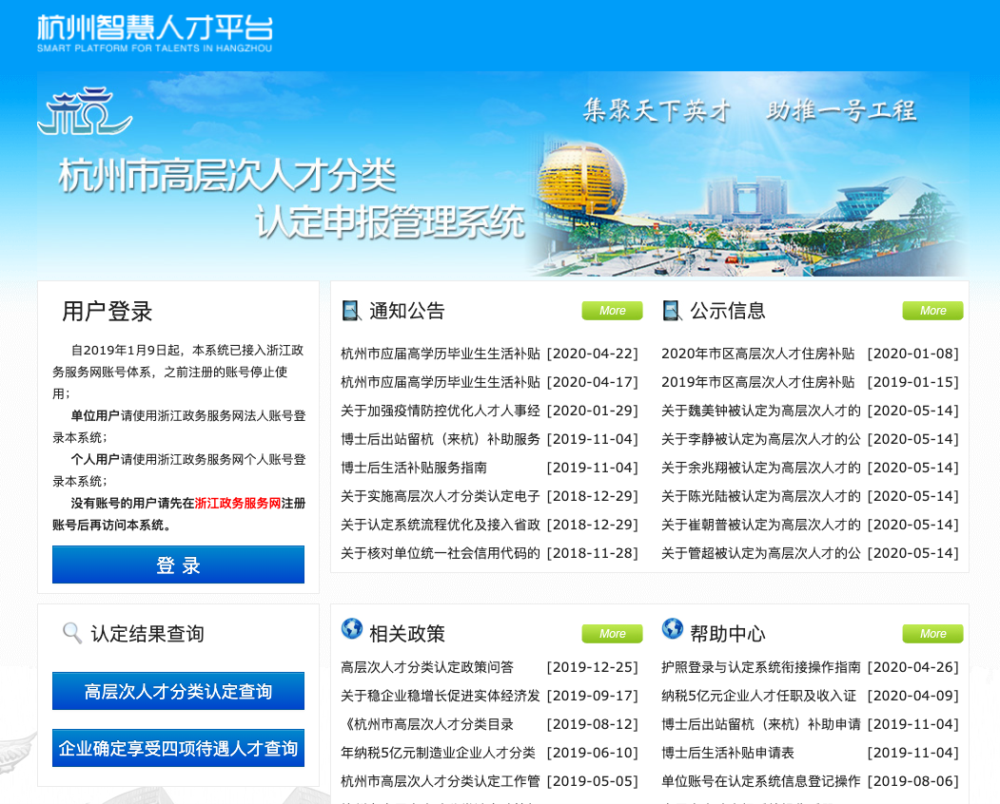 杭州智慧人才平台
SMART PLATFORM FOR TALENTS IN HANGZHOU
集聚天下英才 助推一号工程
杭州市高层次人才分类
认定申报管理系统
用户登录
自2019年1月9日起，本系统已接入浙江政
务服务网账号体系，之前注册的账号停止使
用；
单位用户请使用浙江政务服务网法人账号登
录本系统；
个人用户请使用浙江政务服务网个人账号登
录本系统；
没有账号的用户请先在浙江政务服务网注册
账号后再访问本系统。
登 录
通知公告 More
杭州市应届高学历毕业生生活补贴 [2020-04-22]
杭州市应届高学历毕业生生活补贴 [2020-04-17]
关于加强疫情防控优化人才人事经 [2020-01-29]
博士后出站留杭（来杭）补助服务 [2019-11-04]
博士后生活补贴服务指南 [2019-11-04]
关于实施高层次人才分类认定电子 [2018-12-29]
关于认定系统流程优化及接入省政 [2018-12-29]
关于核对单位统一社会信用代码的 [2018-11-28]
公示信息 More
2020年市区高层次人才住房补贴 [2020-01-08]
2019年市区高层次人才住房补贴 [2019-01-15]
关于魏美钟被认定为高层次人才的 [2020-05-14]
关于李静被认定为高层次人才的公 [2020-05-14]
关于余兆翔被认定为高层次人才的 [2020-05-14]
关于陈光陆被认定为高层次人才的 [2020-05-14]
关于崔朝普被认定为高层次人才的 [2020-05-14]
关于管超被认定为高层次人才的公 [2020-05-14]
认定结果查询
高层次人才分类认定查询
企业确定享受四项待遇人才查询
相关政策 More
高层次人才分类认定政策问答 [2019-12-25]
关于稳企业稳增长促进实体经济发 [2019-09-17]
《杭州市高层次人才分类目录 [2019-08-12]
年纳税5亿元制造业企业人才分类 [2019-06-10]
杭州市高层次人才分类认定工作管 [2019-05-05]
帮助中心 More
护照登录与认定系统衔接操作指南 [2020-04-26]
纳税5亿元企业人才任职及收入证 [2020-04-09]
博士后出站留杭（来杭）补助申请 [2019-11-04]
博士后生活补贴申请表 [2019-11-04]
单位账号在认定系统信息登记操作 [2019-08-06]